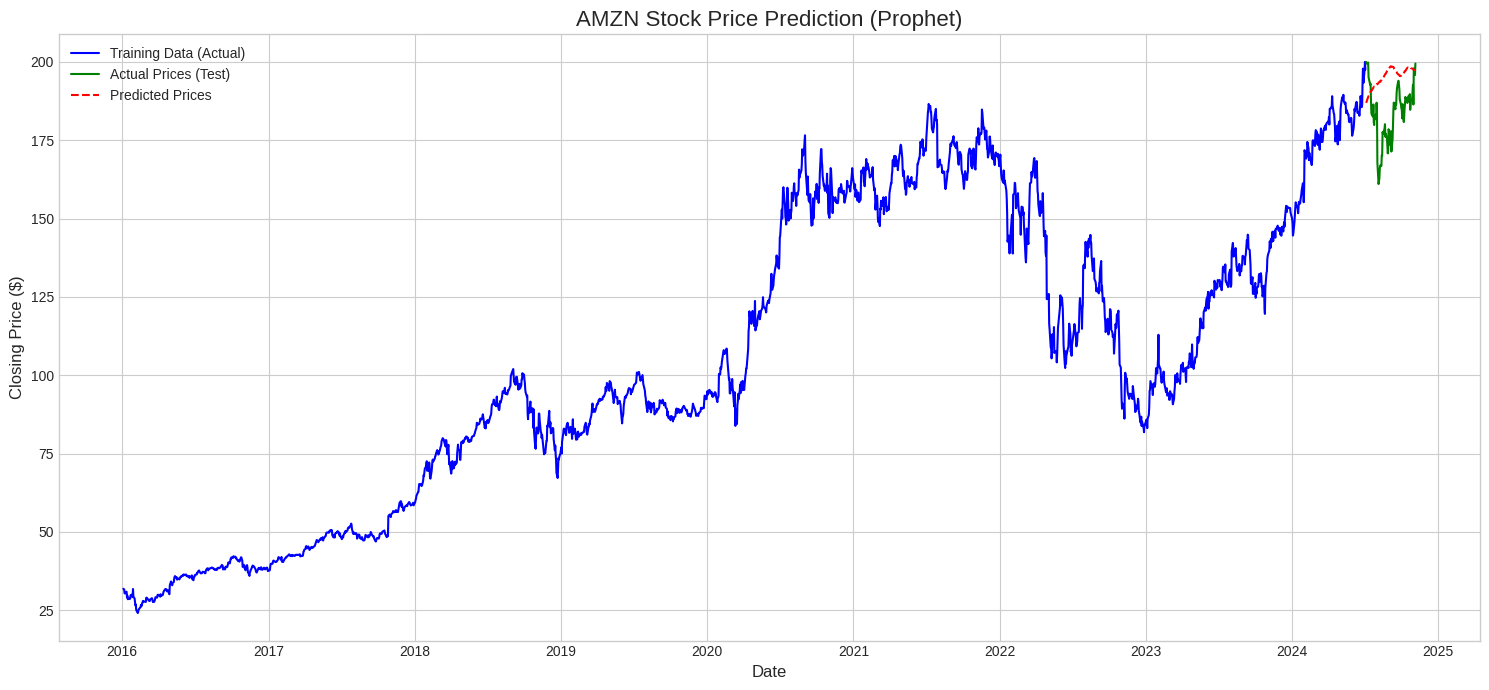 AMZN Stock Price Prediction (Prophet)
Training Data (Actual)
Actual Prices (Test)
Predicted Prices
Closing Price ($)
200
175
150
125
100
75
50
25
2016 2017 2018 2019 2020 2021 2022 2023 2024 2025
Date